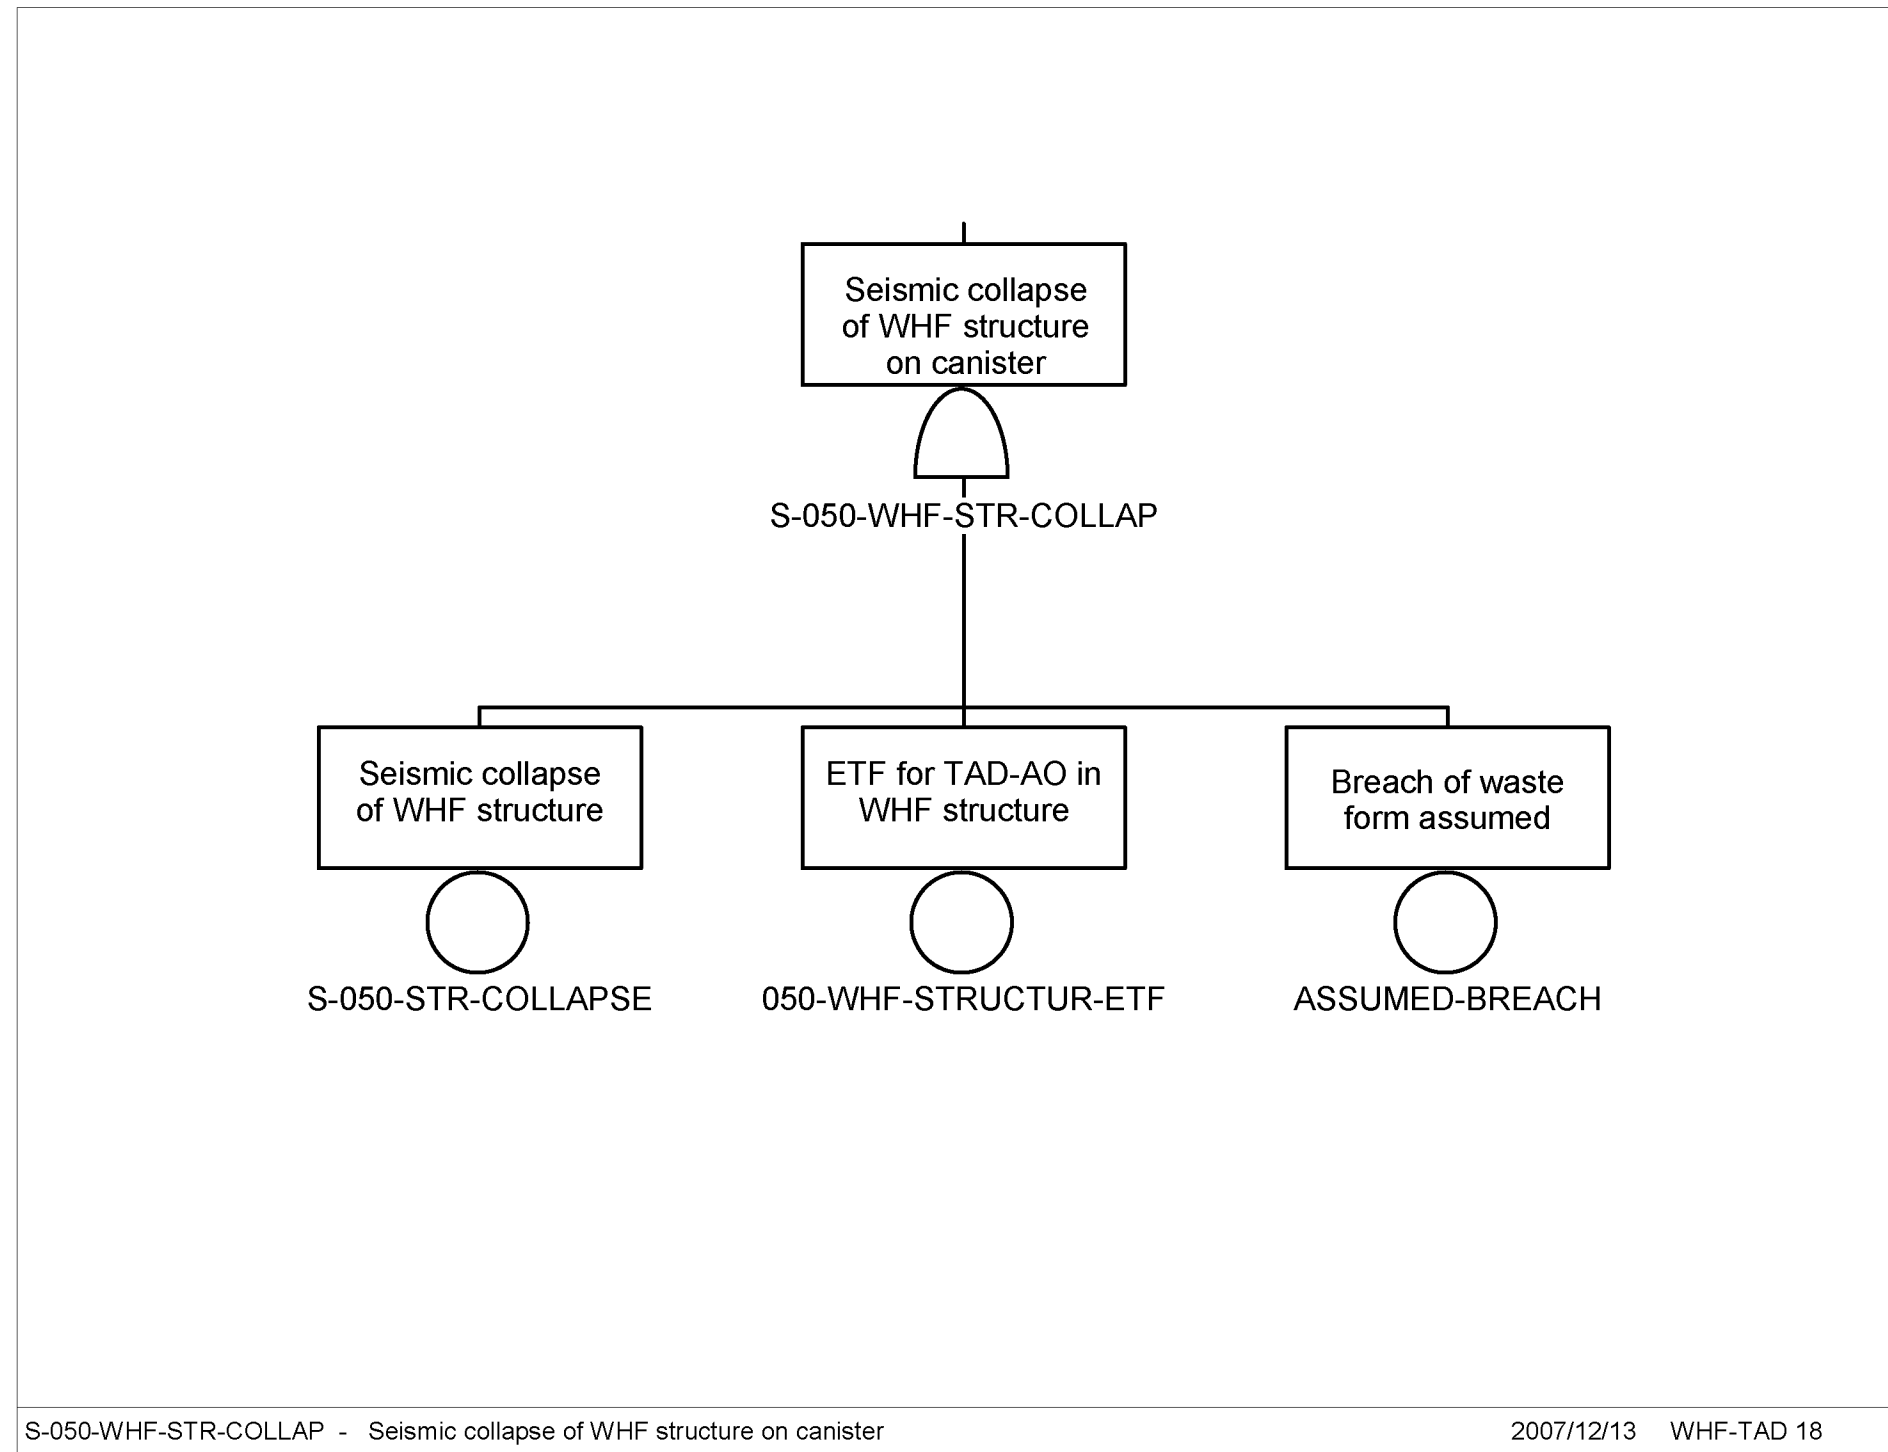 Seismic collapse
of WHF structure
on canister
S-050-WHF-STR-COLLAP
Seismic collapse
of WHF structure
S-050-STR-COLLAPSE
ETF for TAD-AO in
WHF structure
050-WHF-STRUCTUR-ETF
Breach of waste
form assumed
ASSUMED-BREACH
S-050-WHF-STR-COLLAP - Seismic collapse of WHF structure on canister
2007/12/13 WHF-TAD 18